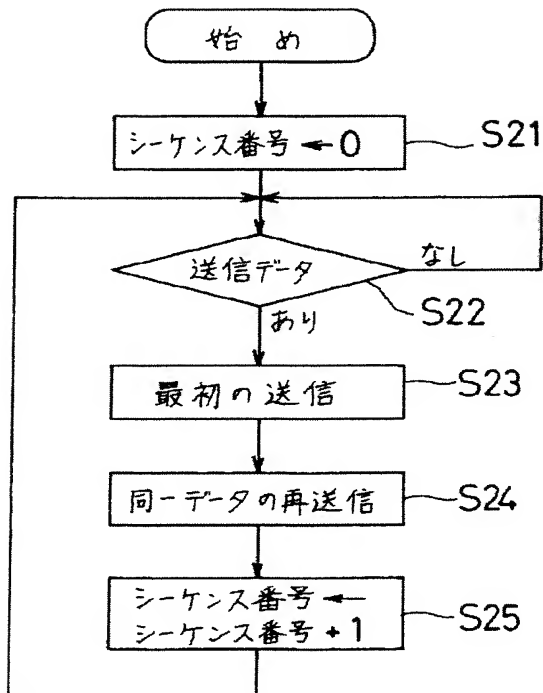 始め
シーケンス番号 ← 0
S21
送信データ
なし
S22
あり
最初の送信
S23
同一データの再送信
S24
シーケンス番号 ←
シーケンス番号 + 1
S25